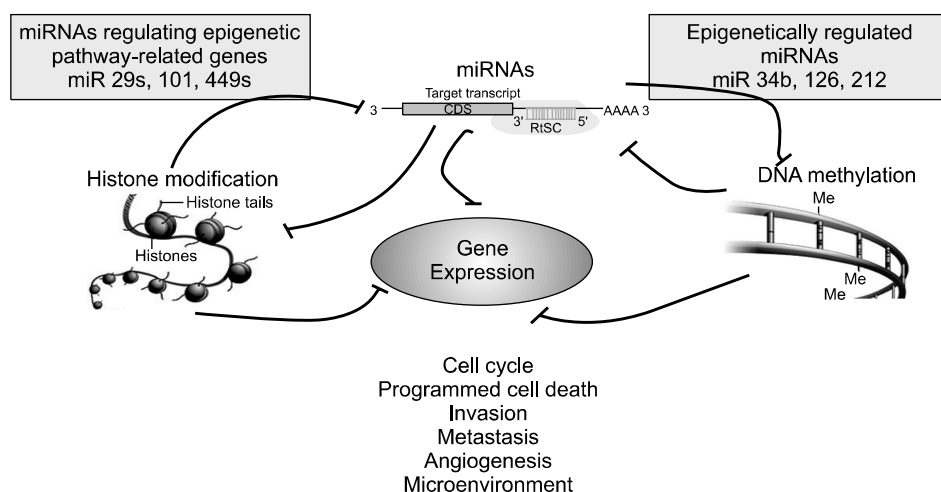 miRNAs regulating epigenetic
pathway-related genes
miR 29s, 101, 449s
Epigenetically regulated
miRNAs
miR 34b, 126, 212
miRNAs
Target transcript
3
CDS
3′
5′
RtSC
AAAA 3
Histone modification
Histone tails
Histones
DNA methylation
Me
Me
Me
Gene
Expression
Cell cycle
Programmed cell death
Invasion
Metastasis
Angiogenesis
Microenvironment